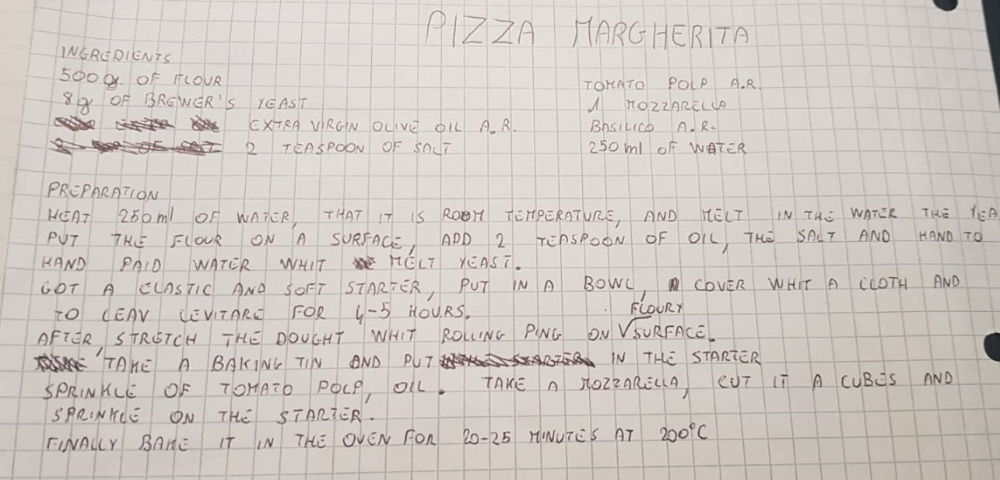 PIZZA MARGHERITA
INGREDIENTS
500g. OF FLOUR
8g OF BREWER'S YEAST
EXTRA VIRGIN OLIVE OIL A.R.
2 TEASPOON OF SALT
TOMATO POLP A.R.
1 MOZZARELLA
BASILICO A.R.
250 ml OF WATER
PREPARATION
HEAT 250 ml OF WATER, THAT IT IS ROOM TEMPERATURE, AND MELT IN THE WATER THE YEA
PUT THE FLOUR ON A SURFACE, ADD 2 TEASPOON OF OIL, THE SALT AND HAND TO
HAND PAID WATER WHIT MELT YEAST.
GOT A ELASTIC AND SOFT STARTER, PUT IN A BOWL, COVER WHIT A CLOTH AND
TO LEAV LEVITARE FOR 4-5 HOURS.
FLOURY
AFTER, STRETCH THE DOUGHT WHIT ROLLING PING ON SURFACE.
TAKE A BAKING TIN AND PUT IN THE STARTER
SPRINKLE OF TOMATO POLP, OIL. TAKE A MOZZARELLA, CUT IT A CUBES AND
SPRINKLE ON THE STARTER.
FINALLY BAKE IT IN THE OVEN FOR 20-25 MINUTES AT 200°C